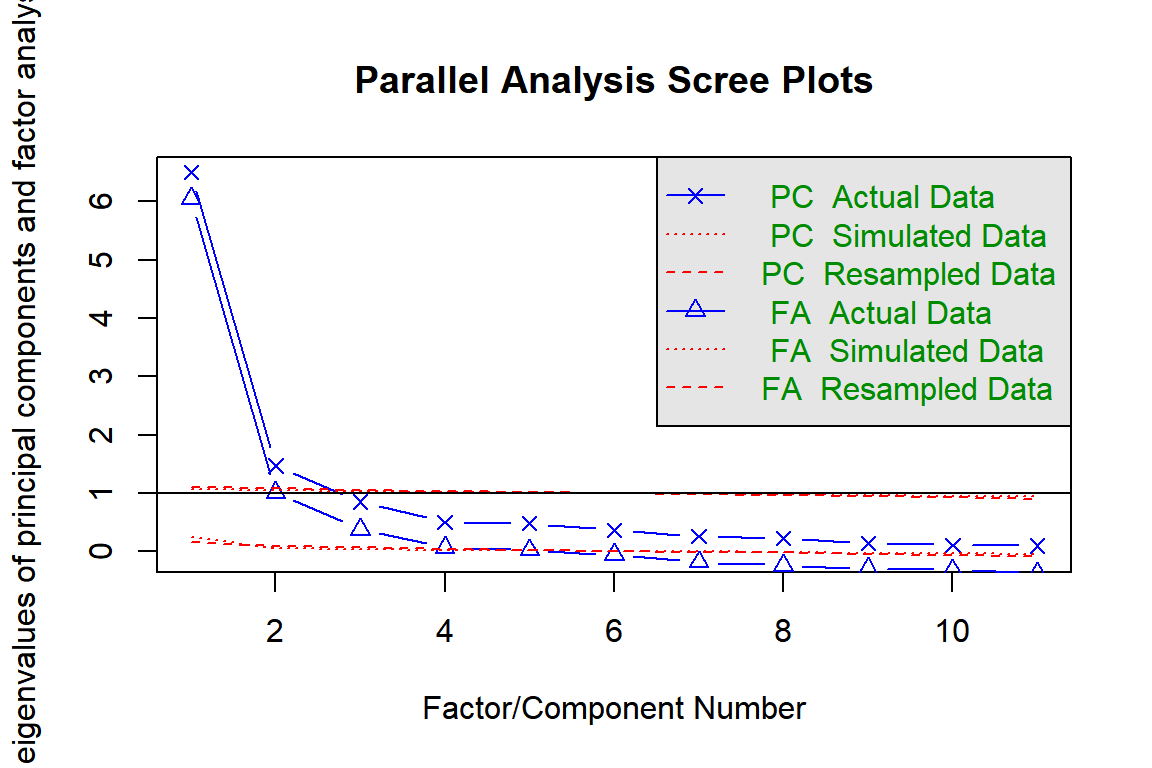 Parallel Analysis Scree Plots
eigenvalues of principal components and factor
6
5
4
3
2
1
0
PC Actual Data
PC Simulated Data
PC Resampled Data
FA Actual Data
FA Simulated Data
FA Resampled Data
2 4 6 8 10
Factor/Component Number